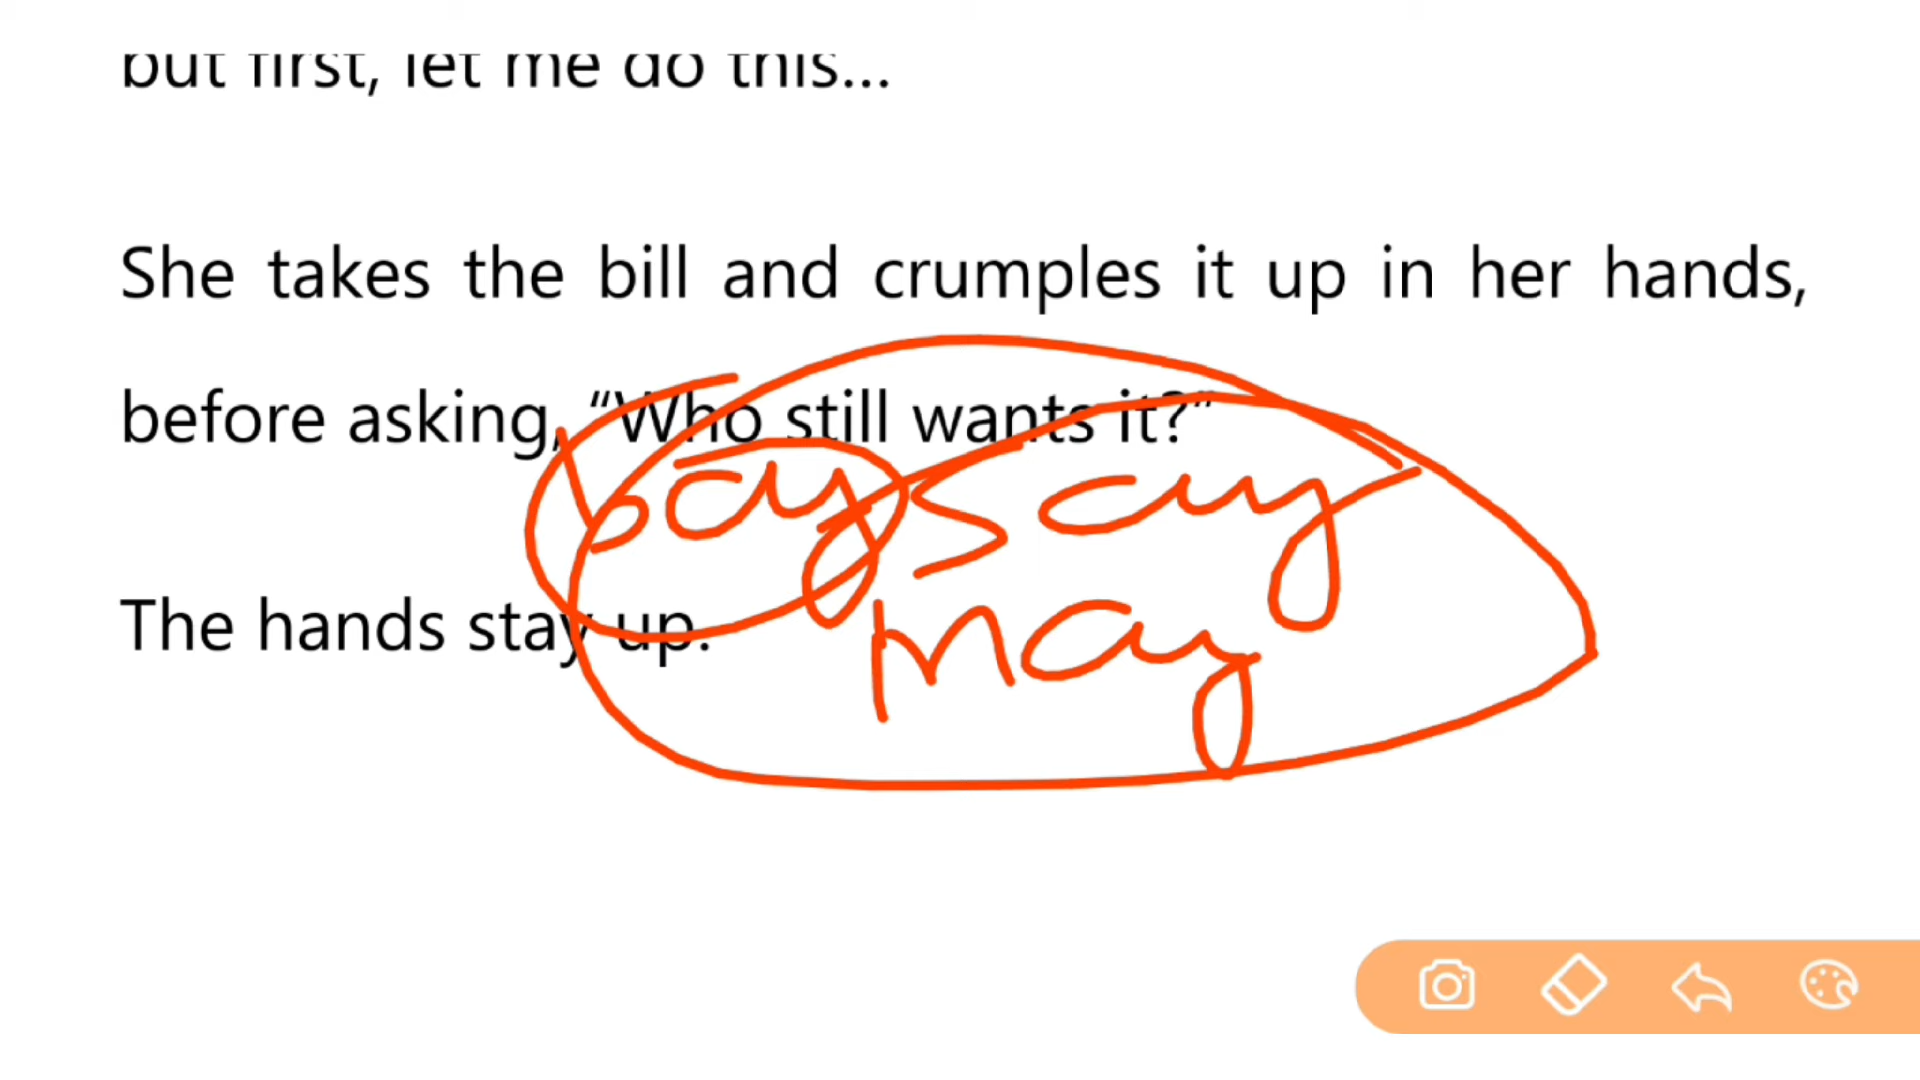 but first, let me do this...
She takes the bill and crumples it up in her hands,
before asking, “Who still wants it?”
bay say
The hands stay up.
may